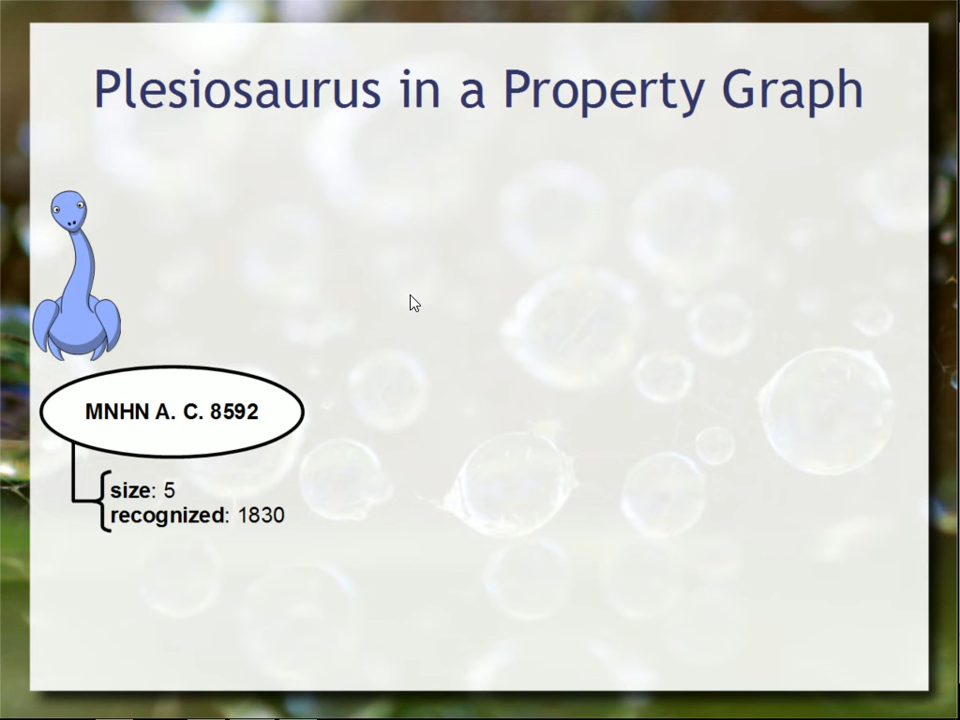 Plesiosaurus in a Property Graph
MNHN A. C. 8592
size: 5
recognized: 1830